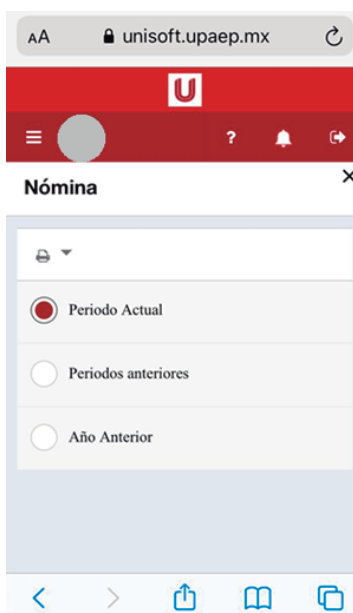 AA unisoft.upaep.mx
U
?
Nómina
Periodo Actual
Periodos anteriores
Año Anterior